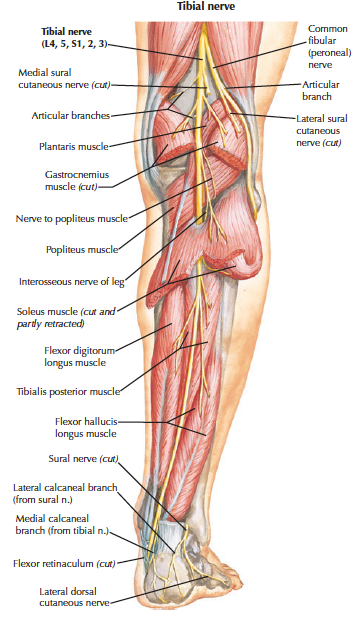 Tibial nerve
Tibial nerve
(L4, 5, S1, 2, 3)
Medial sural
cutaneous nerve (cut)
Articular branches
Plantaris muscle
Gastrocnemius
muscle (cut)
Nerve to popliteus muscle
Popliteus muscle
Interosseous nerve of leg
Soleus muscle (cut and
partly retracted)
Flexor digitorum
longus muscle
Tibialis posterior muscle
Flexor hallucis
longus muscle
Sural nerve (cut)
Lateral calcaneal branch
(from sural n.)
Medial calcaneal
branch (from tibial n.)
Flexor retinaculum (cut)
Lateral dorsal
cutaneous nerve
Common
fibular
(peroneal)
nerve
Articular
branch
Lateral sural
cutaneous
nerve (cut)